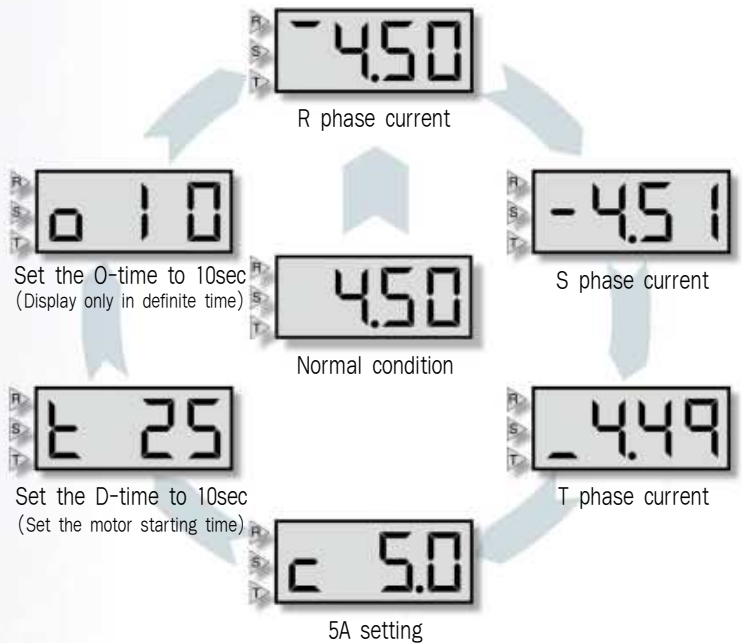 R
S
T
‾4.50
R phase current
R
S
T
o 10
Set the O-time to 10sec
(Display only in definite time)
R
S
T
4.50
Normal condition
R
S
T
-4.51
S phase current
R
S
T
t 25
Set the D-time to 10sec
(Set the motor starting time)
R
S
T
c 5.0
5A setting
R
S
T
_4.49
T phase current